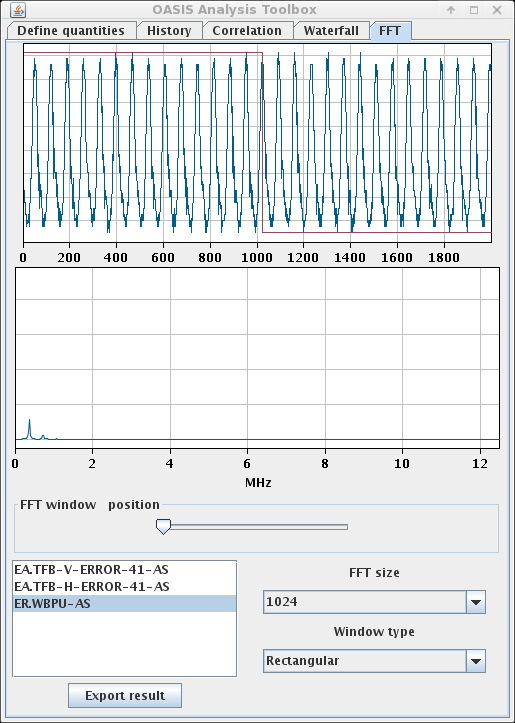 OASIS Analysis Toolbox
Define quantities History Correlation Waterfall FFT
0 200 400 600 800 1000 1200 1400 1600 1800
0 2 4 6 8 10 12
MHz
FFT window position
EA.TFB-V-ERROR-41-AS
EA.TFB-H-ERROR-41-AS
ER.WBPU-AS
FFT size
1024
Window type
Rectangular
Export result